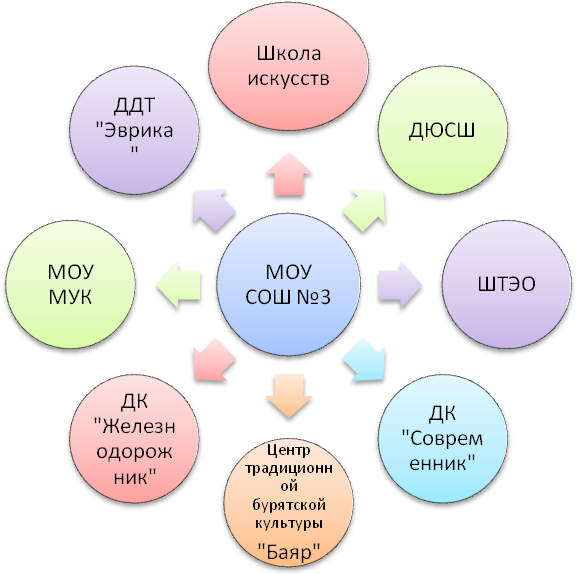 Школа
искусств
ДДТ
"Эврика
"
ДЮСШ
МОУ
МУК
МОУ
СОШ №3
ШТЭО
ДК
"Железн
одорож
ник"
ДК
"Соврем
енник"
Центр
традиционн
ой
бурятской
культуры
"Баяр"